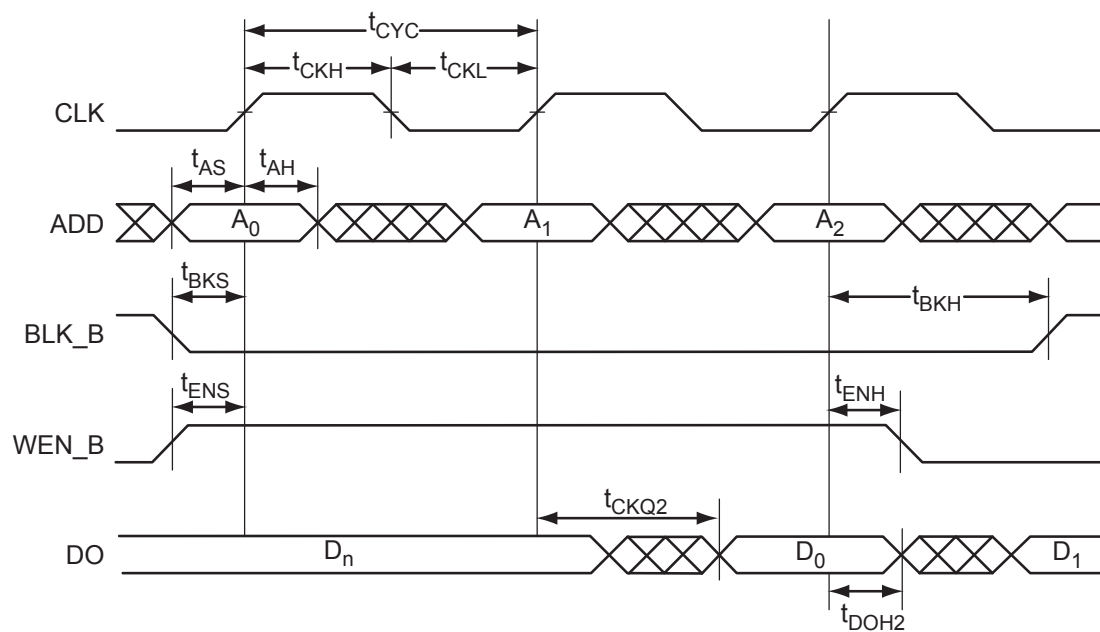 tCYC
tCKH tCKL
CLK
tAS tAH
ADD A0 A1 A2
tBKS
tBKH
BLK_B
tENS tENH
WEN_B
tCKQ2
DO Dn D0 D1
tDOH2